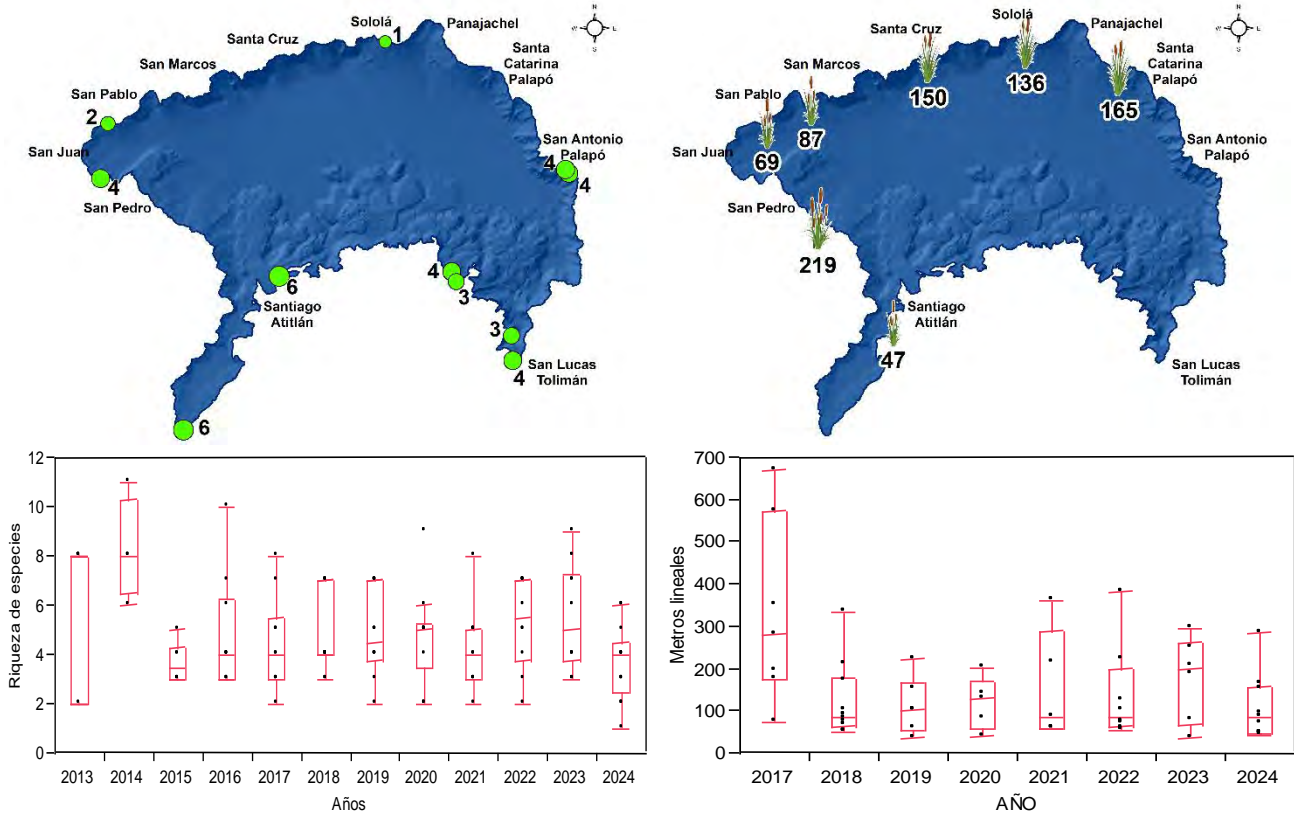 N
W
E
S
Sololá
1
Panajachel
Santa Cruz
Santa
Catarina
Palapó
San Marcos
San Pablo
2
San Juan
4
San Antonio
Palapó
4
4
San Pedro
6
4
3
Santiago
Atitlán
3
San Lucas
Tolimán
4
6
N
S
Sololá
Panajachel
Santa Cruz
Santa
Catarina
Palapó
San Marcos
136
150
165
San Pablo
87
San Juan
69
San Antonio
Palapó
San Pedro
219
Santiago
Atitlán
47
San Lucas
Tolimán
Riqueza de especies
12
10
8
6
4
2
0
2013 2014 2015 2016 2017 2018 2019 2020 2021 2022 2023 2024
Años
Metros lineales
700
600
500
400
300
200
100
0
2017 2018 2019 2020 2021 2022 2023 2024
AÑO